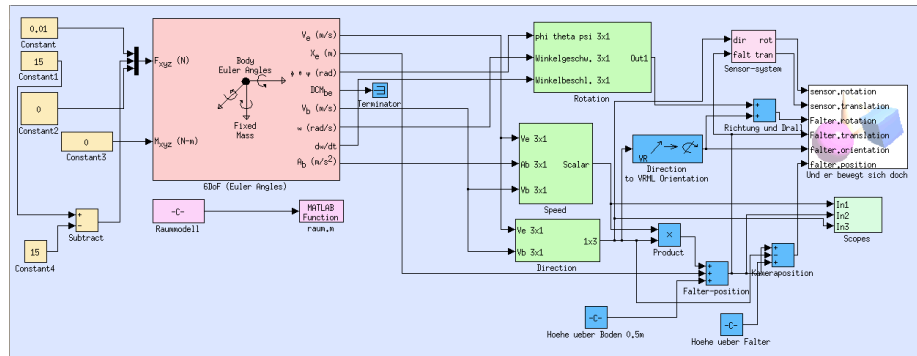 0.01
Constant
15
Constant1
0
Constant2
0
Constant3
+
−
Subtract
15
Constant4
Fxyz (N)
Mxyz (N-m)
Body
Euler Angles
Fixed
Mass
Ve (m/s)
Xe (m)
φ θ ψ (rad)
DCMbe
Vb (m/s)
ω (rad/s)
dω/dt
Ab (m/s²)
6DoF (Euler Angles)
Terminator
-C-
Raummodell
MATLAB
Function
raum.m
phi theta psi 3x1
Winkelgeschw. 3x1
Winkelbeschl. 3x1
Out1
Rotation
Ve 3x1
Ab 3x1
Vb 3x1
Scalar
Speed
Ve 3x1
Vb 3x1
1x3
Direction
VR
Direction
to VRML Orientation
×
Product
+
+
+
Falter-position
-C-
Hoehe ueber Boden 0.5m
-C-
Hoehe ueber Falter
+
−
+
Kameraposition
dir rot
falt tran
Sensor-system
+
+
Richtung und Drall
sensor.rotation
sensor.translation
Falter.rotation
Falter.translation
falter.orientation
falter.position
Und er bewegt sich doch
In1
In2
In3
Scopes